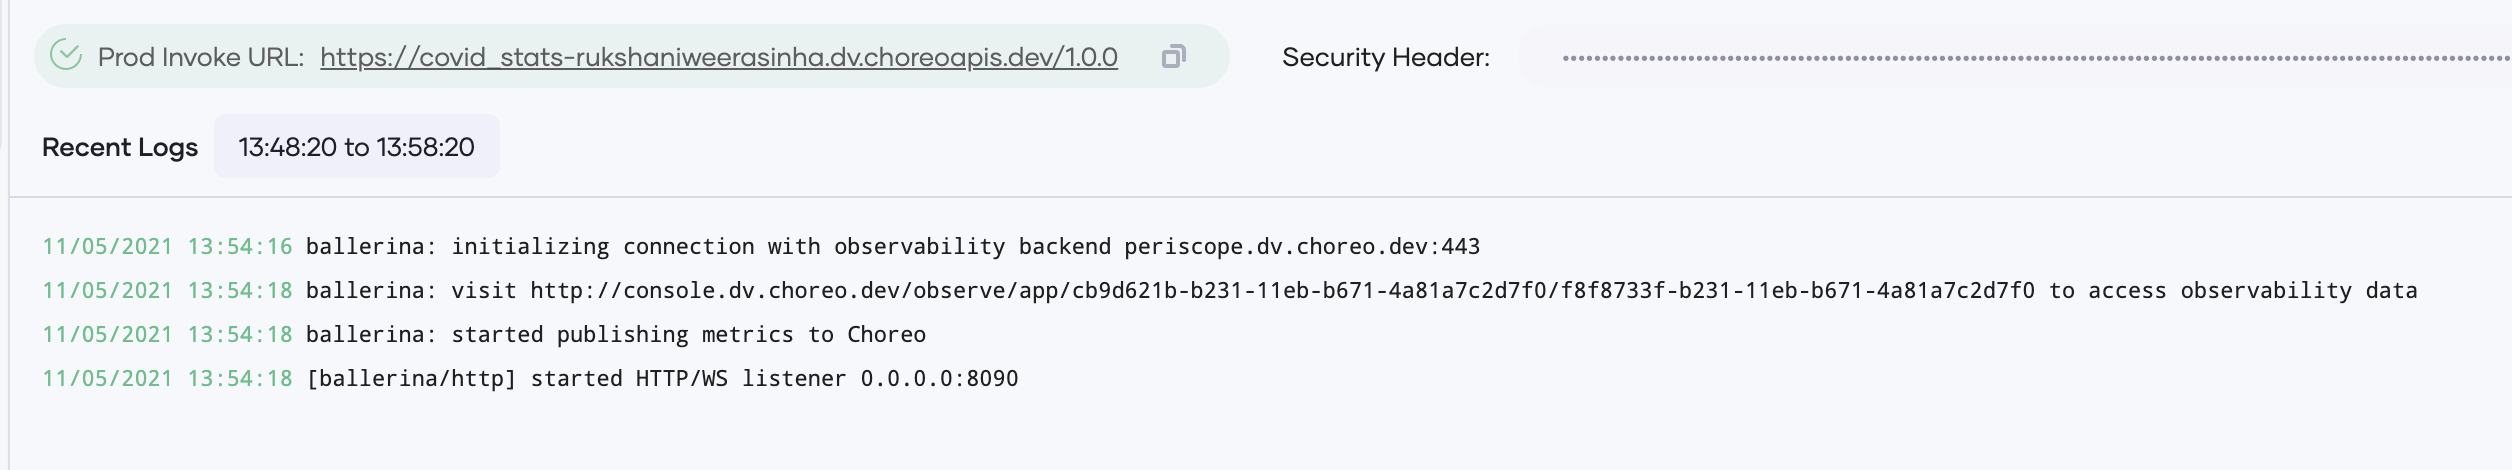 Prod Invoke URL: https://covid_stats-rukshaniweerasinha.dv.choreoapis.dev/1.0.0 Security Header:
Recent Logs 13:48:20 to 13:58:20
11/05/2021 13:54:16 ballerina: initializing connection with observability backend periscope.dv.choreo.dev:443
11/05/2021 13:54:18 ballerina: visit http://console.dv.choreo.dev/observe/app/cb9d621b-b231-11eb-b671-4a81a7c2d7f0/f8f8733f-b231-11eb-b671-4a81a7c2d7f0 to access observability data
11/05/2021 13:54:18 ballerina: started publishing metrics to Choreo
11/05/2021 13:54:18 [ballerina/http] started HTTP/WS listener 0.0.0.0:8090